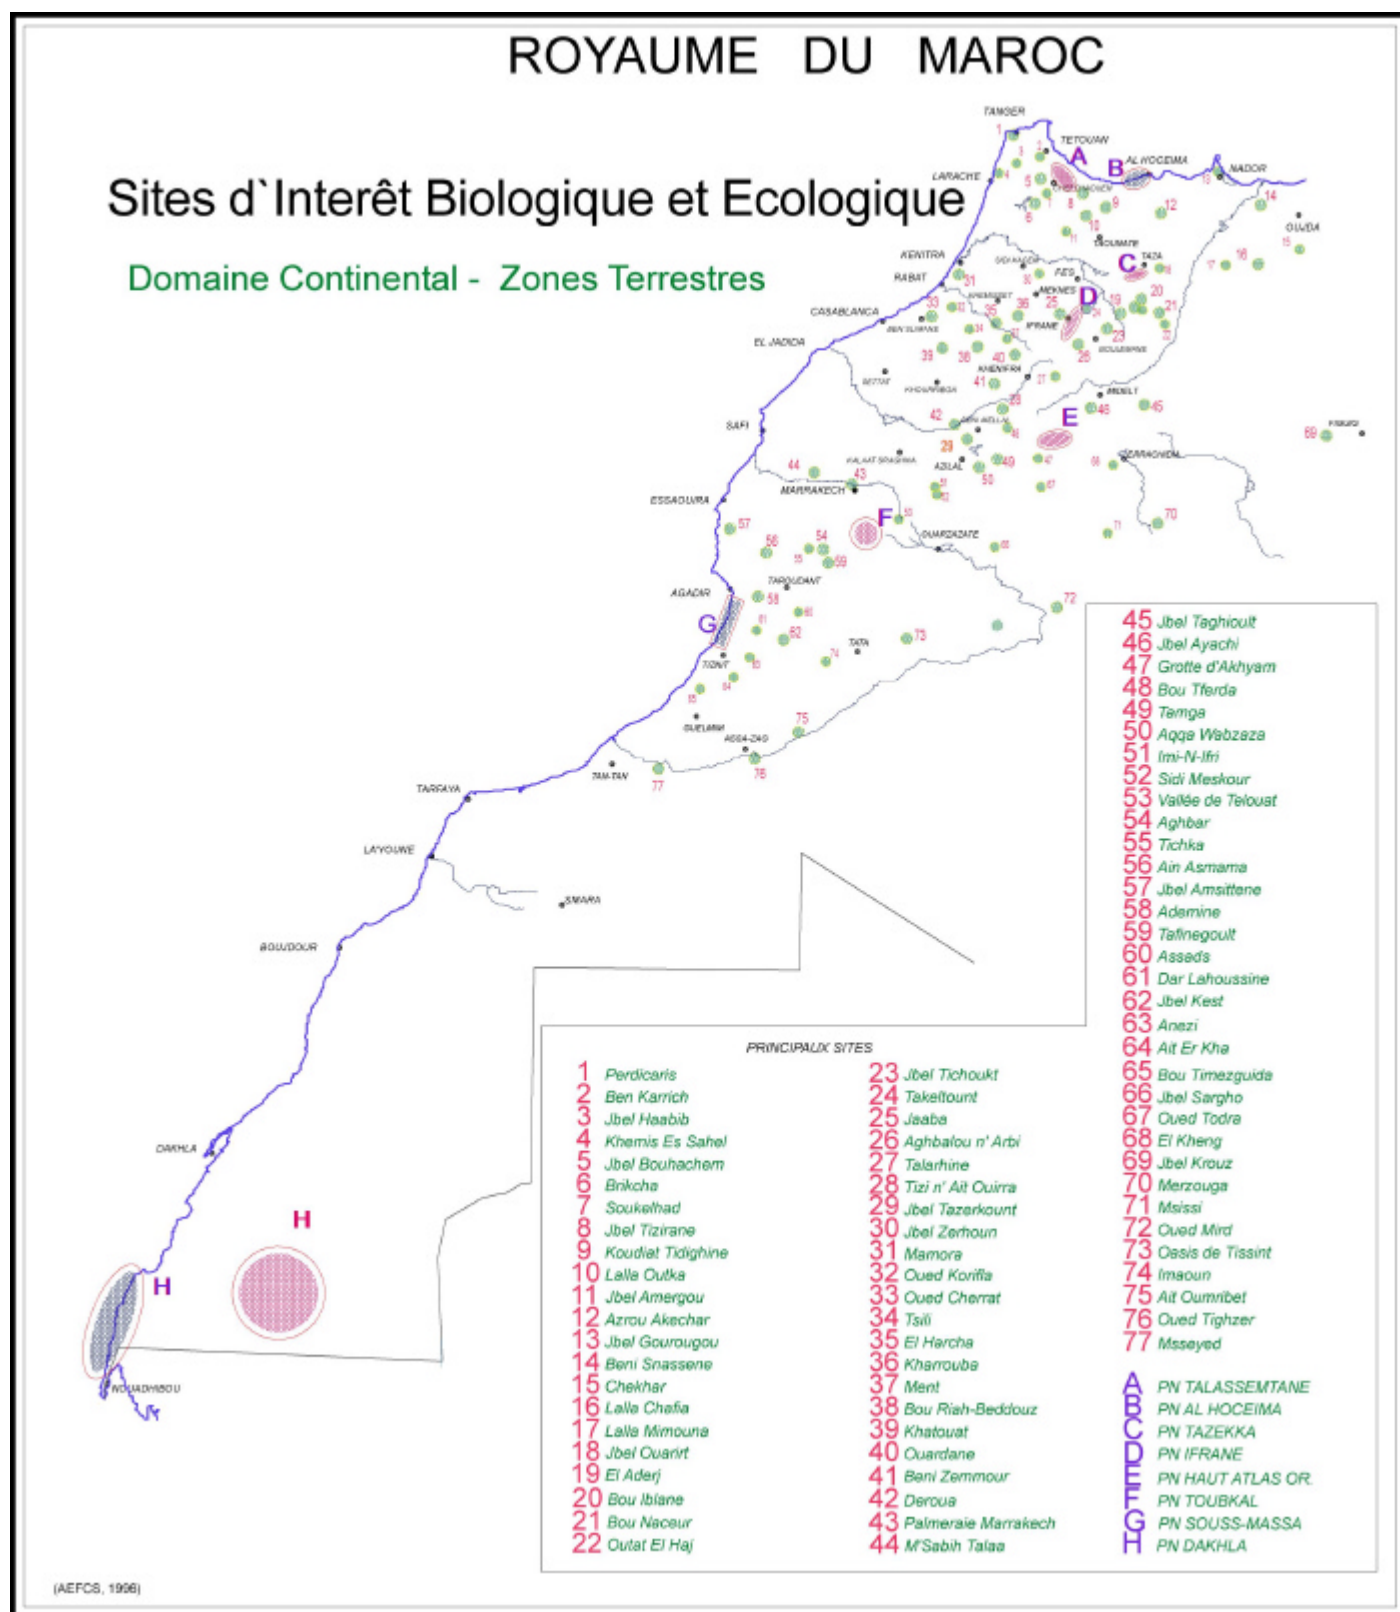 ROYAUME DU MAROC
Sites d`Interêt Biologique et Ecologique
Domaine Continental - Zones Terrestres
TANGER
TETOUAN
A
B
AL HOCEIMA
NADOR
LARACHE
OUJDA
TAOUNATE
TAZA
C
KENITRA
RABAT
FES
MEKNES
D
CASABLANCA
BEN SLIMANE
IFRANE
EL JADIDA
SETTAT
KHOURIBGA
KHENIFRA
MIDELT
E
SAFI
BENI MELLAL
AZILAL
ERRACHIDIA
MARRAKECH
ESSAOUIRA
F
OUARZAZATE
TAROUDANT
AGADIR
G
TIZNIT
TATA
GUELMIM
ASSA-ZAG
TAN-TAN
TARFAYA
LA'YOUNE
SMARA
BOUJDOUR
DAKHLA
H
H
NOUADHIBOU
PRINCIPAUX SITES
1 Perdicaris
2 Ben Karrich
3 Jbel Haabib
4 Khemis Es Sahel
5 Jbel Bouhachem
6 Brikcha
7 Soukelhad
8 Jbel Tizirane
9 Koudiat Tidighine
10 Lalla Outka
11 Jbel Amergou
12 Azrou Akechar
13 Jbel Gourougou
14 Beni Snassene
15 Chekhar
16 Lalla Chafia
17 Lalla Mimouna
18 Jbel Ouarirt
19 El Aderj
20 Bou Iblane
21 Bou Naceur
22 Outat El Haj
23 Jbel Tichoukt
24 Takeltount
25 Jaaba
26 Aghbalou n' Arbi
27 Talarhine
28 Tizi n' Ait Ouirra
29 Jbel Tazerkount
30 Jbel Zerhoun
31 Mamora
32 Oued Korifla
33 Oued Cherrat
34 Tsili
35 El Harcha
36 Kharrouba
37 Ment
38 Bou Riah-Beddouz
39 Khatouat
40 Ouardane
41 Beni Zemmour
42 Deroua
43 Palmeraie Marrakech
44 M'Sabih Talaa
45 Jbel Taghioult
46 Jbel Ayachi
47 Grotte d'Akhyam
48 Bou Tferda
49 Tamga
50 Aqqa Wabzaza
51 Imi-N-Ifri
52 Sidi Meskour
53 Vallée de Telouat
54 Aghbar
55 Tichka
56 Ain Asmama
57 Jbel Amsittene
58 Ademine
59 Tafinegoult
60 Assads
61 Dar Lahoussine
62 Jbel Kest
63 Anezi
64 Ait Er Kha
65 Bou Timezguida
66 Jbel Sargho
67 Oued Todra
68 El Kheng
69 Jbel Krouz
70 Merzouga
71 Msissi
72 Oued Mird
73 Oasis de Tissint
74 Imaoun
75 Ait Oumribet
76 Oued Tighzer
77 Msseyed
A PN TALASSEMTANE
B PN AL HOCEIMA
C PN TAZEKKA
D PN IFRANE
E PN HAUT ATLAS OR.
F PN TOUBKAL
G PN SOUSS-MASSA
H PN DAKHLA
(AEFCS, 1996)